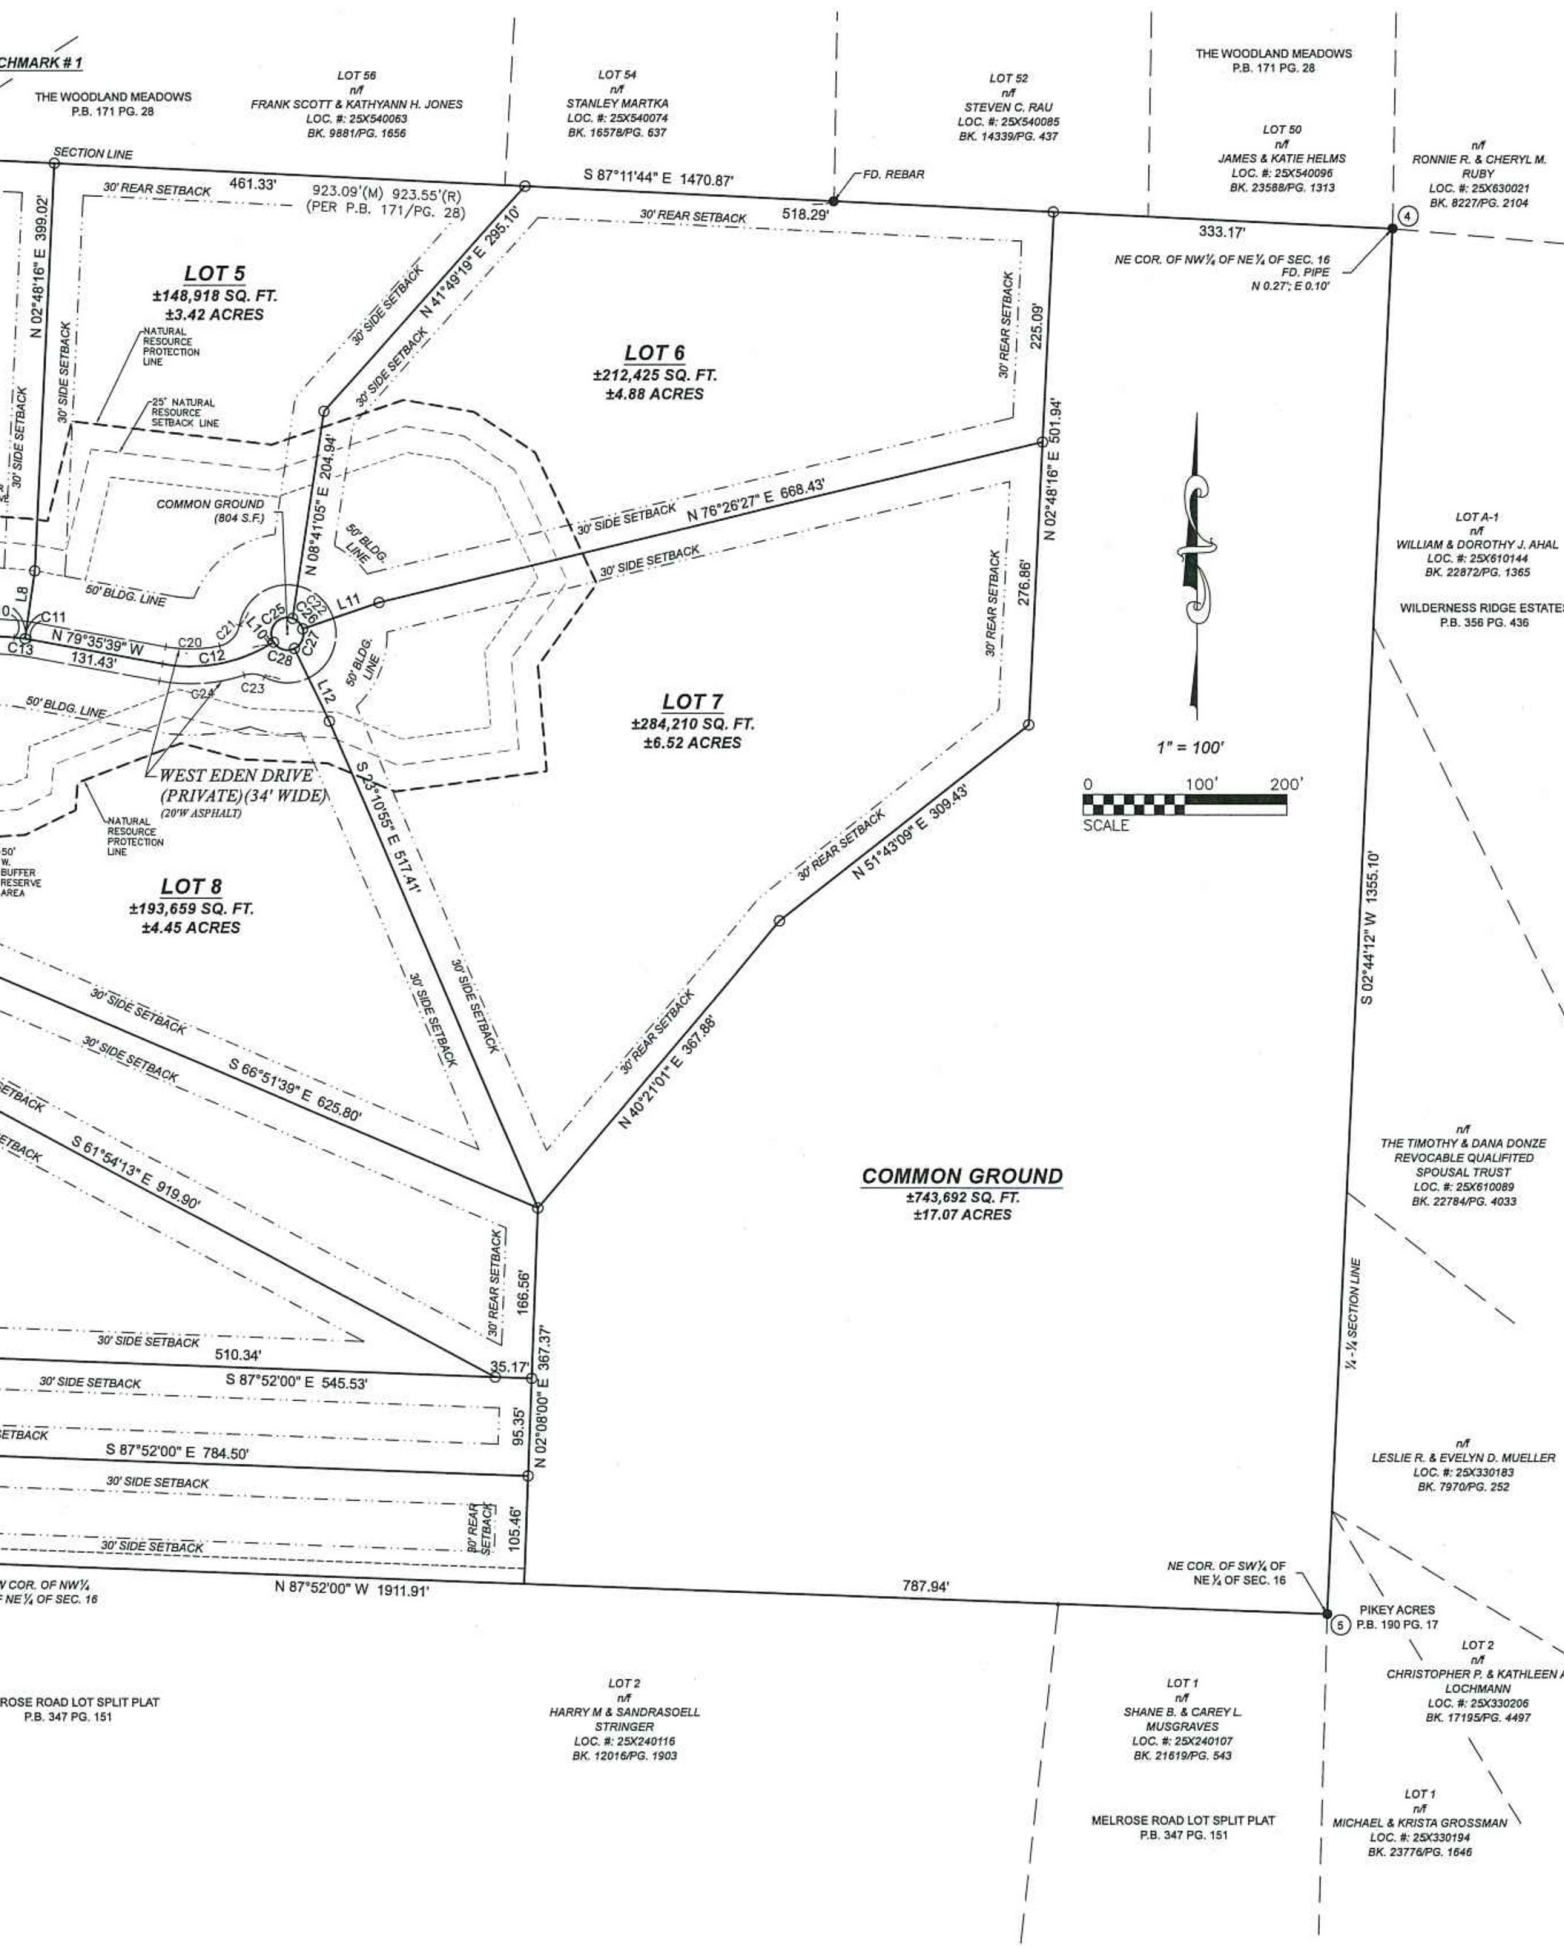 CHMARK # 1
THE WOODLAND MEADOWS
P.B. 171 PG. 28
LOT 56
n/f
FRANK SCOTT & KATHYANN H. JONES
LOC. #: 25X540063
BK. 9881/PG. 1656
LOT 54
n/f
STANLEY MARTKA
LOC. #: 25X540074
BK. 16578/PG. 637
LOT 52
n/f
STEVEN C. RAU
LOC. #: 25X540085
BK. 14339/PG. 437
THE WOODLAND MEADOWS
P.B. 171 PG. 28
LOT 50
n/f
JAMES & KATIE HELMS
LOC. #: 25X540096
BK. 23588/PG. 1313
n/f
RONNIE R. & CHERYL M.
RUBY
LOC. #: 25X630021
BK. 8227/PG. 2104
SECTION LINE
30' REAR SETBACK
461.33'
923.09'(M) 923.55'(R)
(PER P.B. 171/PG. 28)
S 87°11'44" E 1470.87'
FD. REBAR
30' REAR SETBACK
518.29'
333.17'
4
NE COR. OF NW¼ OF NE¼ OF SEC. 16
FD. PIPE
N 0.27'; E 0.10'
N 02°48'16" E 399.02'
30' SIDE SETBACK
30' SIDE SETBACK
LOT 5
±148,918 SQ. FT.
±3.42 ACRES
NATURAL
RESOURCE
PROTECTION
LINE
25' NATURAL
RESOURCE
SETBACK LINE
30' SIDE SETBACK
N 41°49'19" E 295.10'
30' SIDE SETBACK
LOT 6
±212,425 SQ. FT.
±4.88 ACRES
30' REAR SETBACK
225.09'
N 02°48'16" E 501.94'
COMMON GROUND
(804 S.F.)
N 08°41'05" E 204.94'
50' BLDG.
LINE
30' SIDE SETBACK
N 76°26'27" E 668.43'
30' SIDE SETBACK
30' REAR SETBACK
276.86'
LOT A-1
n/f
WILLIAM & DOROTHY J. AHAL
LOC. #: 25X610144
BK. 22872/PG. 1365
WILDERNESS RIDGE ESTATES
P.B. 356 PG. 436
L8
50' BLDG. LINE
C11
C13
N 79°35'39" W
131.43'
C20
C21
C12
L10
C25
C22
C26
C27
C28
L11
C23
C24
L12
50' BLDG.
LINE
50' BLDG. LINE
LOT 7
±284,210 SQ. FT.
±6.52 ACRES
1" = 100'
0 100' 200'
SCALE
WEST EDEN DRIVE
(PRIVATE)(34' WIDE)
(20'W ASPHALT)
NATURAL
RESOURCE
PROTECTION
LINE
50'
W.
BUFFER
RESERVE
AREA
LOT 8
±193,659 SQ. FT.
±4.45 ACRES
S 23°10'55" E 517.41'
30' SIDE SETBACK
30' SIDE SETBACK
30' REAR SETBACK
N 51°43'09" E 309.43'
30' REAR SETBACK
N 40°21'01" E 367.88'
S 02°44'12" W 1355.10'
30' SIDE SETBACK
30' SIDE SETBACK
S 66°51'39" E 625.80'
ETBACK
ETBACK
S 61°54'13" E 919.90'
COMMON GROUND
±743,692 SQ. FT.
±17.07 ACRES
n/f
THE TIMOTHY & DANA DONZE
REVOCABLE QUALIFITED
SPOUSAL TRUST
LOC. #: 25X610089
BK. 22784/PG. 4033
30' REAR SETBACK
166.56'
¼ - ¼ SECTION LINE
30' SIDE SETBACK
510.34'
35.17'
N 02°08'00" E 367.37'
30' SIDE SETBACK
S 87°52'00" E 545.53'
95.35'
ETBACK
S 87°52'00" E 784.50'
30' SIDE SETBACK
30' REAR
SETBACK
105.46'
30' SIDE SETBACK
n/f
LESLIE R. & EVELYN D. MUELLER
LOC. #: 25X330183
BK. 7970/PG. 252
W COR. OF NW¼
F NE¼ OF SEC. 16
N 87°52'00" W 1911.91'
787.94'
NE COR. OF SW¼ OF
NE¼ OF SEC. 16
5
PIKEY ACRES
P.B. 190 PG. 17
LOT 2
n/f
CHRISTOPHER P. & KATHLEEN A
LOCHMANN
LOC. #: 25X330206
BK. 17195/PG. 4497
ROSE ROAD LOT SPLIT PLAT
P.B. 347 PG. 151
LOT 2
n/f
HARRY M & SANDRASOELL
STRINGER
LOC. #: 25X240116
BK. 12016/PG. 1903
LOT 1
n/f
SHANE B. & CAREY L.
MUSGRAVES
LOC. #: 25X240107
BK. 21619/PG. 543
MELROSE ROAD LOT SPLIT PLAT
P.B. 347 PG. 151
LOT 1
n/f
MICHAEL & KRISTA GROSSMAN
LOC. #: 25X330194
BK. 23776/PG. 1646